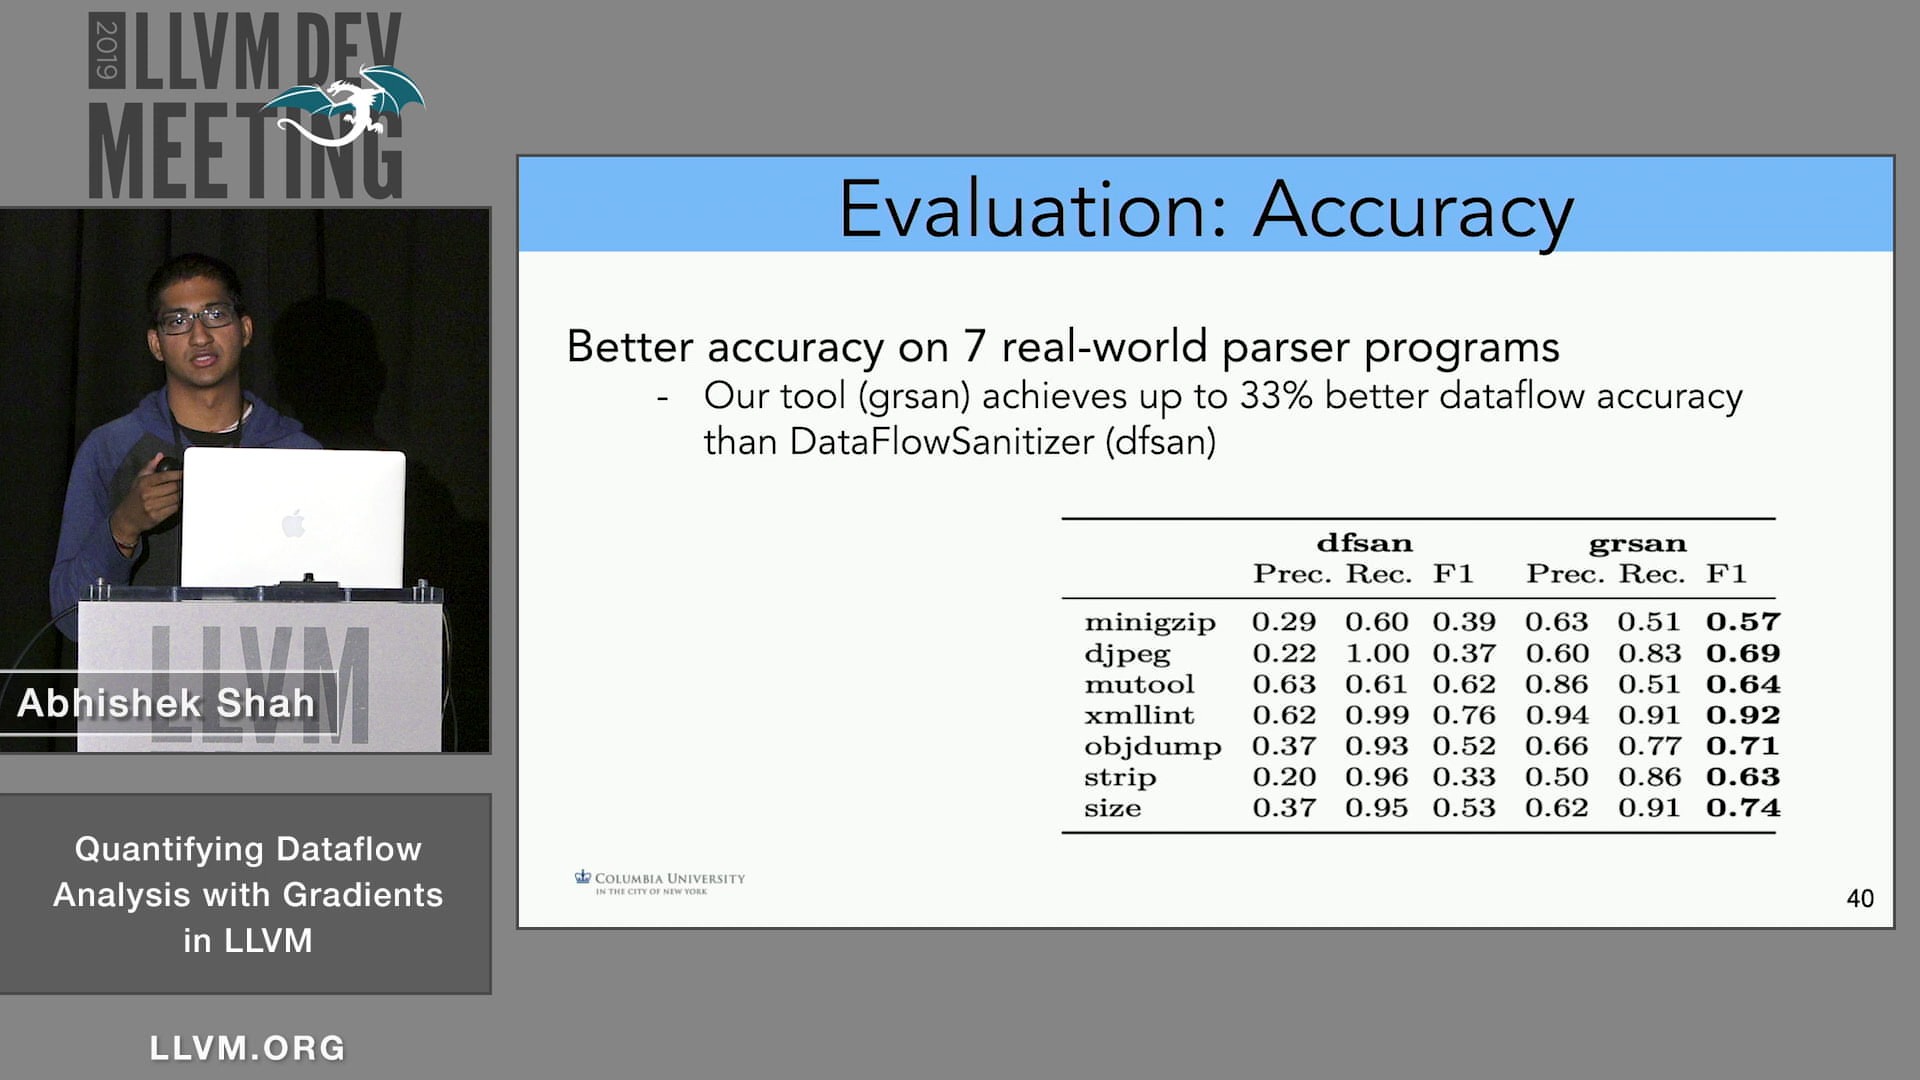 2019 LLVM DEV
MEETING
LLVM
Abhishek Shah
Quantifying Dataflow
Analysis with Gradients
in LLVM
LLVM.ORG
Evaluation: Accuracy
Better accuracy on 7 real-world parser programs
- Our tool (grsan) achieves up to 33% better dataflow accuracy
than DataFlowSanitizer (dfsan)
dfsan grsan
Prec. Rec. F1 Prec. Rec. F1
minigzip 0.29 0.60 0.39 0.63 0.51 0.57
djpeg 0.22 1.00 0.37 0.60 0.83 0.69
mutool 0.63 0.61 0.62 0.86 0.51 0.64
xmllint 0.62 0.99 0.76 0.94 0.91 0.92
objdump 0.37 0.93 0.52 0.66 0.77 0.71
strip 0.20 0.96 0.33 0.50 0.86 0.63
size 0.37 0.95 0.53 0.62 0.91 0.74
COLUMBIA UNIVERSITY
IN THE CITY OF NEW YORK
40